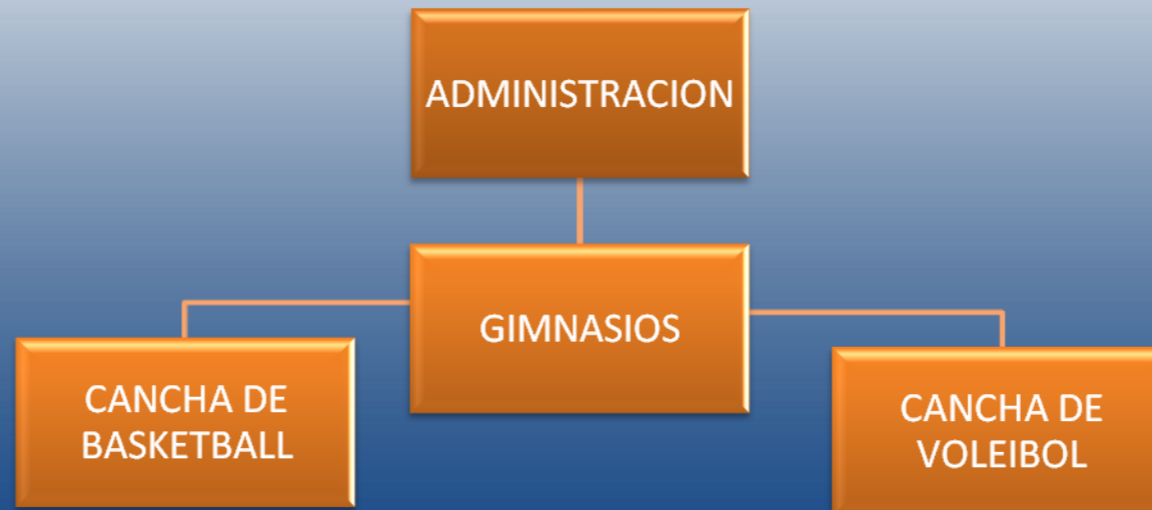 ADMINISTRACION
GIMNASIOS
CANCHA DE
BASKETBALL
CANCHA DE
VOLEIBOL